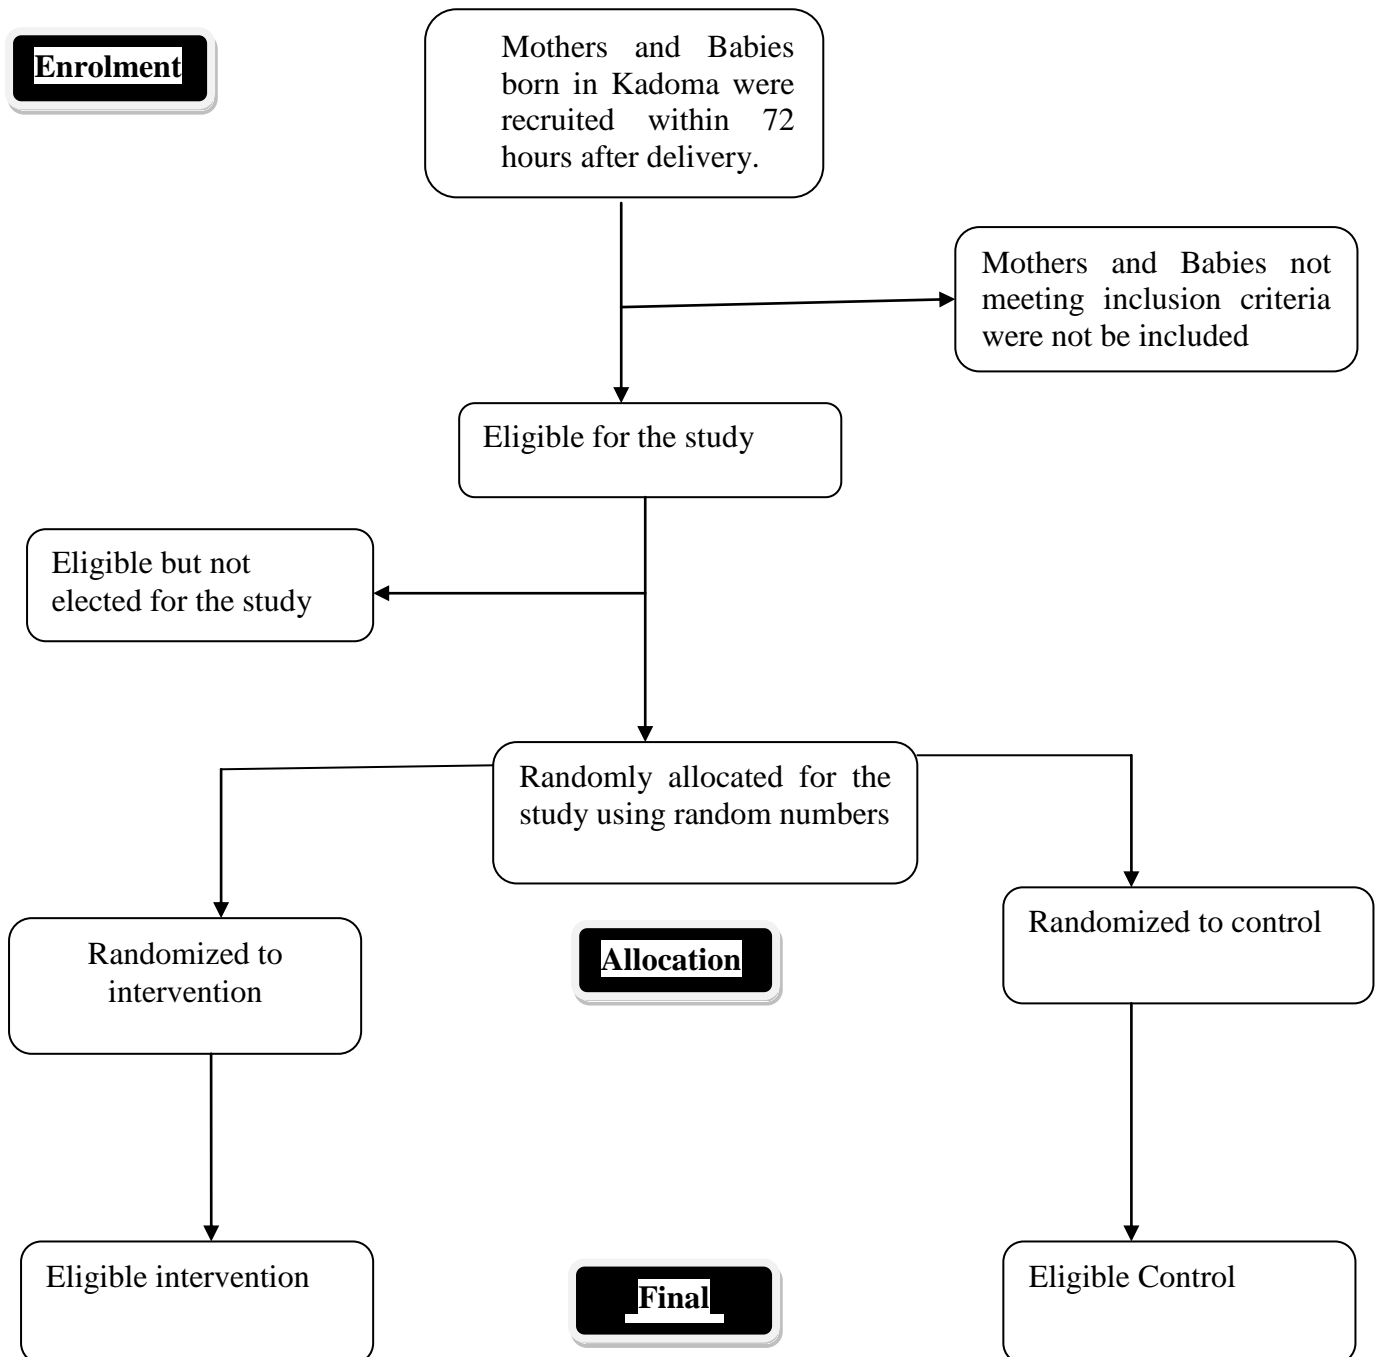 Enrolment
Mothers and Babies
born in Kadoma were
recruited within 72
hours after delivery.
Mothers and Babies not
meeting inclusion criteria
were not be included
Eligible for the study
Eligible but not
elected for the study
Randomly allocated for the
study using random numbers
Randomized to
intervention
Allocation
Randomized to control
Eligible intervention
Final
Eligible Control